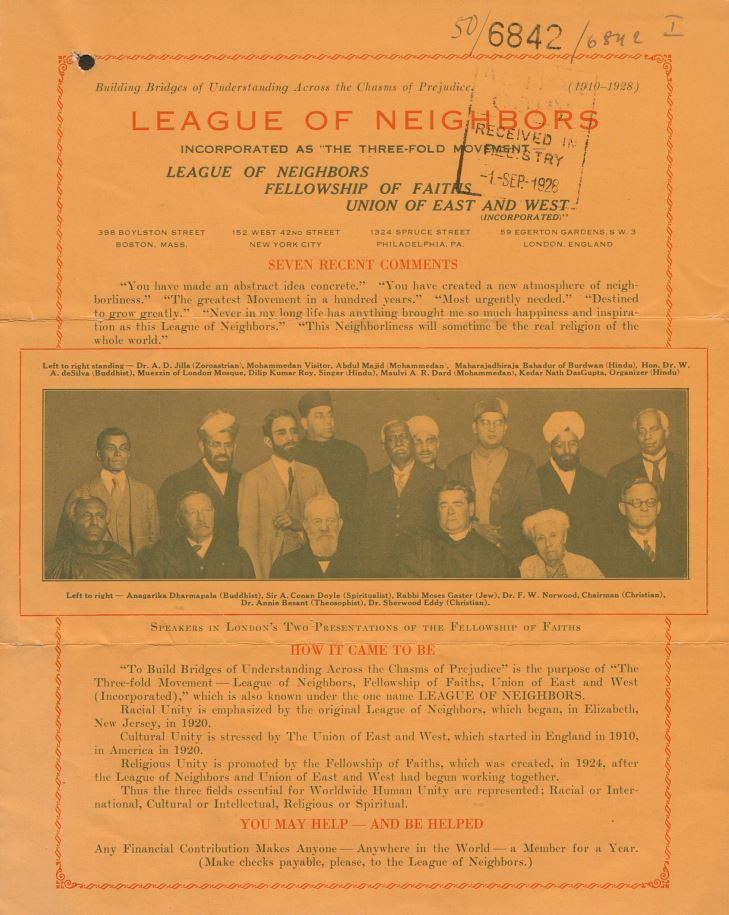 50/6842/6842 I
Building Bridges of Understanding Across the Chasms of Prejudice. (1910–1928)
LEAGUE OF NEIGHBORS
RECEIVED IN
REGISTRY
-1-SEP-1928
INCORPORATED AS "THE THREE-FOLD MOVEMENT
LEAGUE OF NEIGHBORS
FELLOWSHIP OF FAITHS
UNION OF EAST AND WEST
(INCORPORATED)"
398 BOYLSTON STREET 152 WEST 42ND STREET 1324 SPRUCE STREET 59 EGERTON GARDENS, S W. 3
BOSTON, MASS. NEW YORK CITY PHILADELPHIA, PA. LONDON, ENGLAND
SEVEN RECENT COMMENTS
"You have made an abstract idea concrete." "You have created a new atmosphere of neigh-
borliness." "The greatest Movement in a hundred years." "Most urgently needed." "Destined
to grow greatly." "Never in my long life has anything brought me so much happiness and inspira-
tion as this League of Neighbors." "This Neighborliness will sometime be the real religion of the
whole world."
Left to right standing — Dr. A. D. Jilla (Zoroastrian), Mohammedan Visitor, Abdul Majid (Mohammedan), Maharajadhiraja Bahadur of Burdwan (Hindu), Hon. Dr. W.
A. deSilva (Buddhist), Muezzin of London Mosque, Dilip Kumar Roy, Singer (Hindu), Maulvi A. R. Dard (Mohammedan), Kedar Nath DasGupta, Organizer (Hindu)
Left to right — Anagarika Dharmapala (Buddhist), Sir A. Conan Doyle (Spiritualist), Rabbi Moses Gaster (Jew), Dr. F. W. Norwood, Chairman (Christian),
Dr. Annie Besant (Theosophist), Dr. Sherwood Eddy (Christian).
SPEAKERS IN LONDON'S TWO PRESENTATIONS OF THE FELLOWSHIP OF FAITHS
HOW IT CAME TO BE
"To Build Bridges of Understanding Across the Chasms of Prejudice" is the purpose of "The
Three-fold Movement — League of Neighbors, Fellowship of Faiths, Union of East and West
(Incorporated)," which is also known under the one name LEAGUE OF NEIGHBORS.
Racial Unity is emphasized by the original League of Neighbors, which began, in Elizabeth,
New Jersey, in 1920.
Cultural Unity is stressed by The Union of East and West, which started in England in 1910,
in America in 1920.
Religious Unity is promoted by the Fellowship of Faiths, which was created, in 1924, after
the League of Neighbors and Union of East and West had begun working together.
Thus the three fields essential for Worldwide Human Unity are represented; Racial or Inter-
national, Cultural or Intellectual, Religious or Spiritual.
YOU MAY HELP — AND BE HELPED
Any Financial Contribution Makes Anyone — Anywhere in the World — a Member for a Year.
(Make checks payable, please, to the League of Neighbors.)